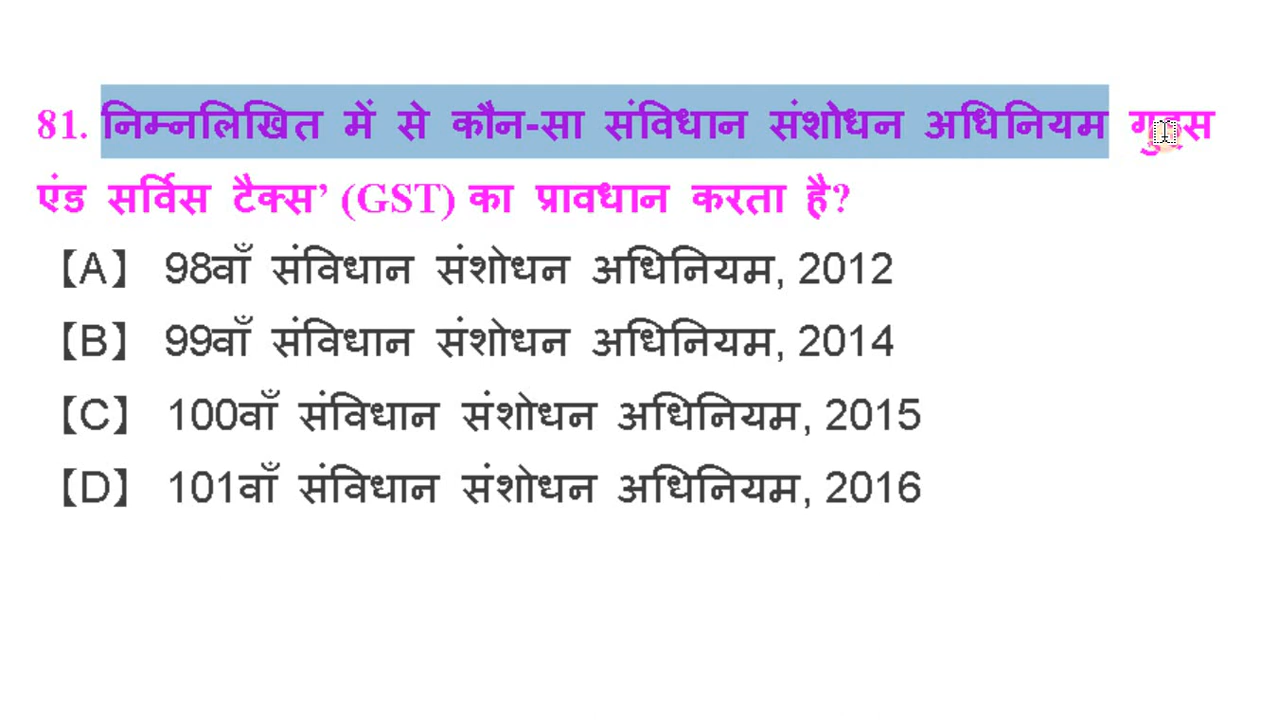 81. निम्नलिखित में से कौन-सा संविधान संशोधन अधिनियम
एंड सर्विस टैक्स’ (GST) का प्रावधान करता है?
【A】 98वाँ संविधान संशोधन अधिनियम, 2012
【B】 99वाँ संविधान संशोधन अधिनियम, 2014
【C】 100वाँ संविधान संशोधन अधिनियम, 2015
【D】 101वाँ संविधान संशोधन अधिनियम, 2016